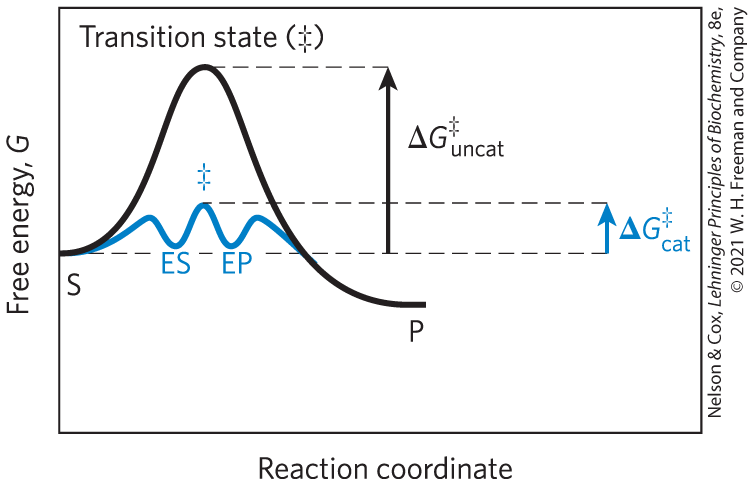 Transition state (‡)
ΔG‡uncat
‡
ΔG‡cat
ES
EP
S
P
Free energy, G
Reaction coordinate
Nelson & Cox, Lehninger Principles of Biochemistry, 8e,
© 2021 W. H. Freeman and Company